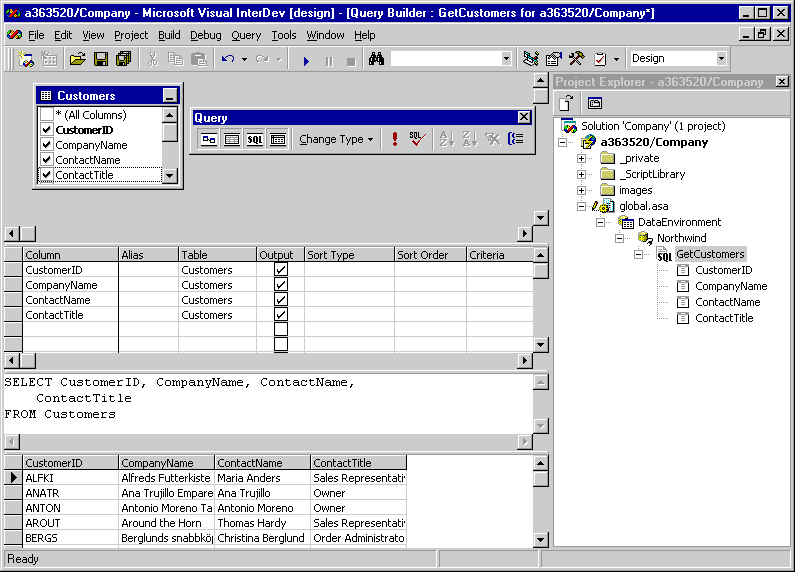 a363520/Company - Microsoft Visual InterDev [design] - [Query Builder : GetCustomers for a363520/Company*]
File Edit View Project Build Debug Query Tools Window Help
Design
Customers
* (All Columns)
CustomerID
CompanyName
ContactName
ContactTitle
Query
SQL Change Type SQL
Column Alias Table Output Sort Type Sort Order Criteria
CustomerID Customers
CompanyName Customers
ContactName Customers
ContactTitle Customers
SELECT CustomerID, CompanyName, ContactName,
ContactTitle
FROM Customers
CustomerID CompanyName ContactName ContactTitle
ALFKI Alfreds Futterkiste Maria Anders Sales Representativ
ANATR Ana Trujillo Empare Ana Trujillo Owner
ANTON Antonio Moreno Ta Antonio Moreno Owner
AROUT Around the Horn Thomas Hardy Sales Representativ
BERGS Berglunds snabbköp Christina Berglund Order Administrato
Ready
Project Explorer - a363520/Company
Solution 'Company' (1 project)
a363520/Company
_private
_ScriptLibrary
images
global.asa
DataEnvironment
Northwind
SQL GetCustomers
CustomerID
CompanyName
ContactName
ContactTitle